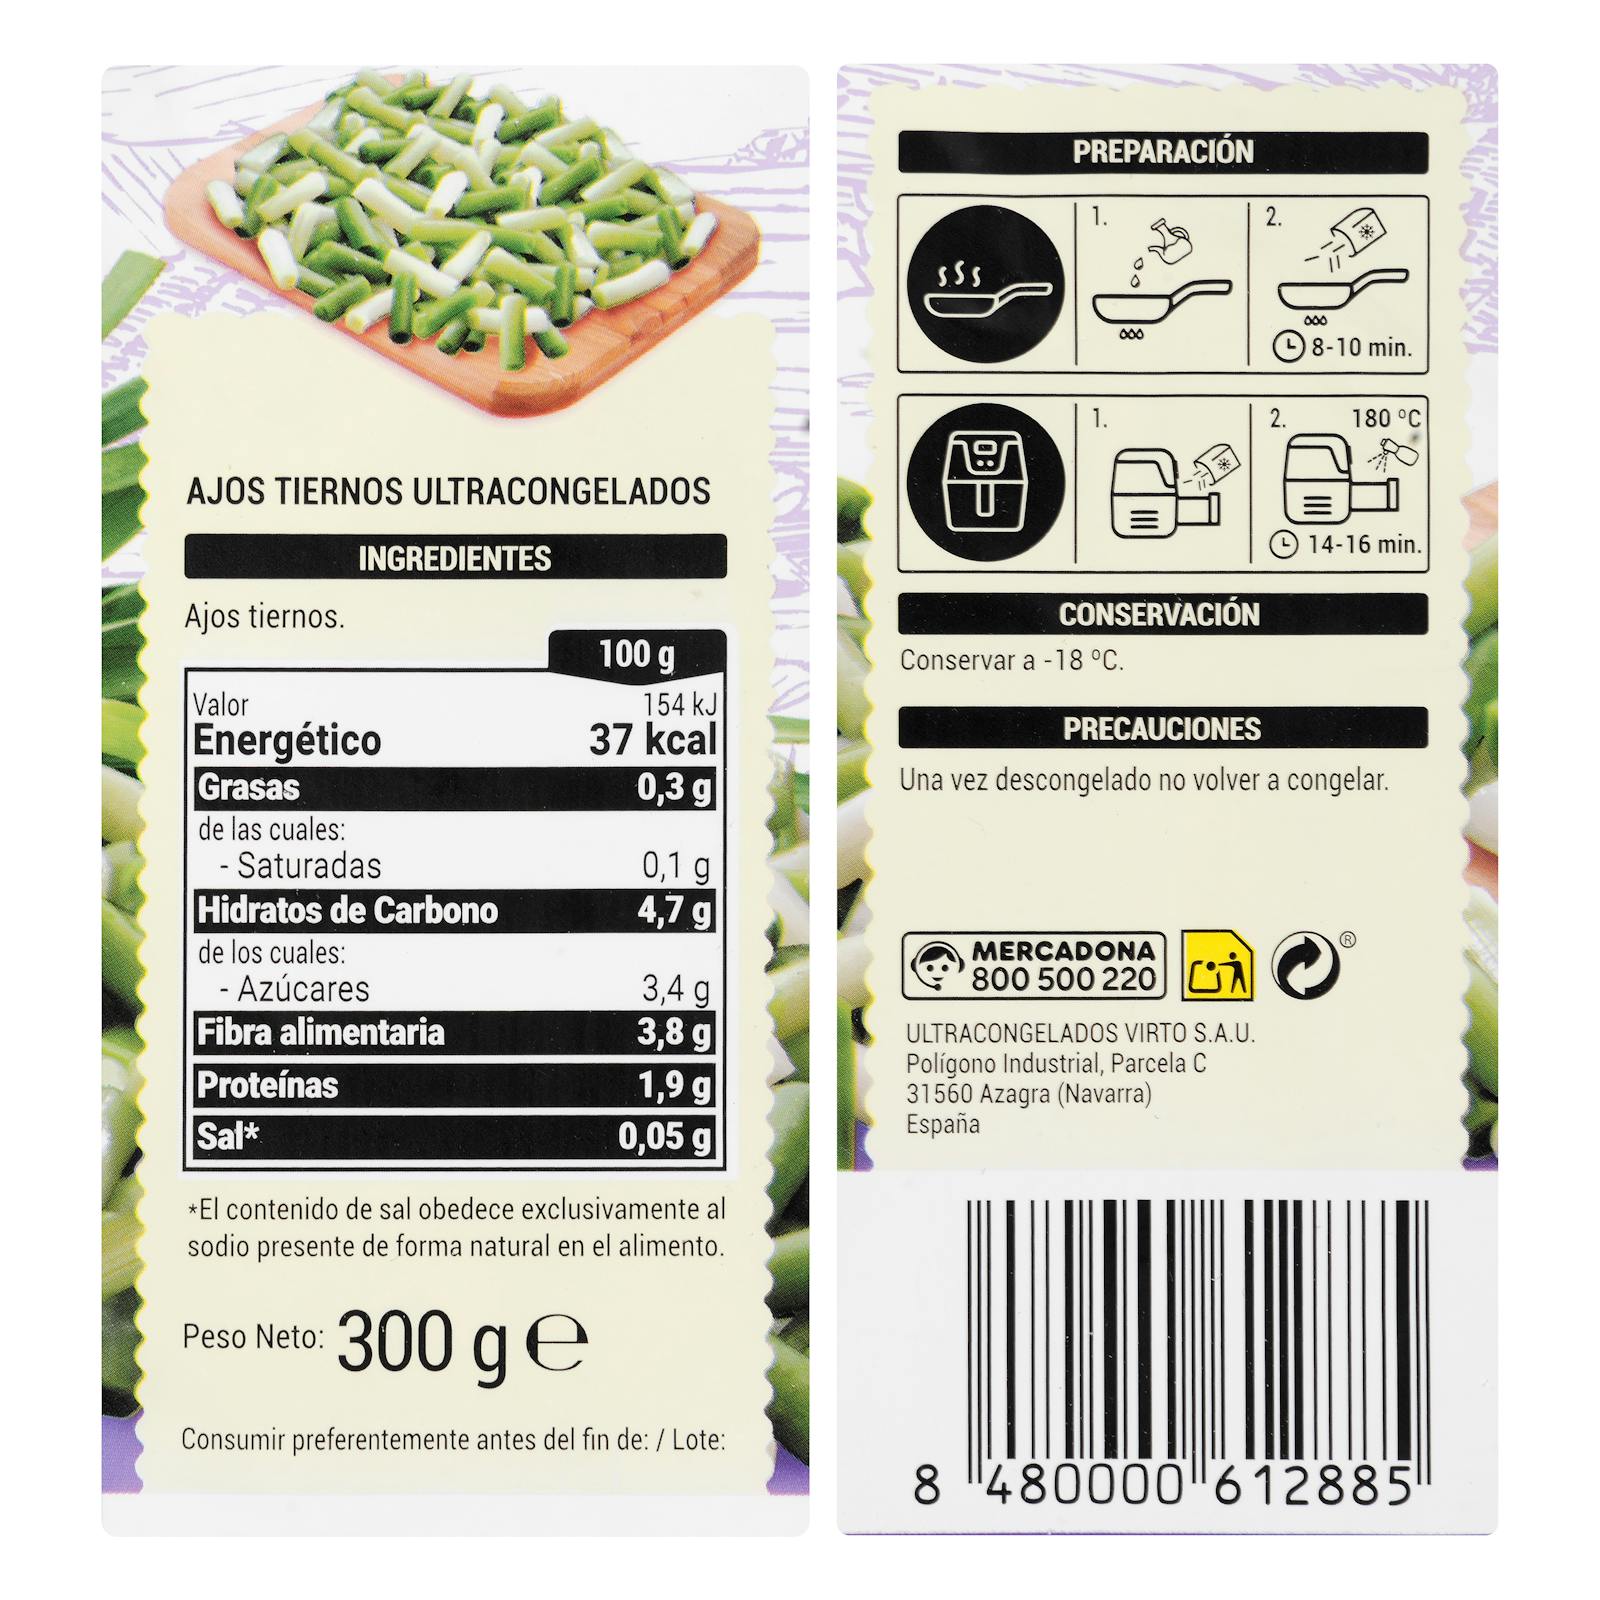 AJOS TIERNOS ULTRACONGELADOS
INGREDIENTES
Ajos tiernos.
100 g
Valor 154 kJ
Energético 37 kcal
Grasas 0,3 g
de las cuales:
- Saturadas 0,1 g
Hidratos de Carbono 4,7 g
de los cuales:
- Azúcares 3,4 g
Fibra alimentaria 3,8 g
Proteínas 1,9 g
Sal* 0,05 g
*El contenido de sal obedece exclusivamente al
sodio presente de forma natural en el alimento.
Peso Neto: 300 g ℮
Consumir preferentemente antes del fin de: / Lote:
PREPARACIÓN
1. 2.
8-10 min.
1. 2. 180 ºC
14-16 min.
CONSERVACIÓN
Conservar a -18 ºC.
PRECAUCIONES
Una vez descongelado no volver a congelar.
MERCADONA
800 500 220
®
ULTRACONGELADOS VIRTO S.A.U.
Polígono Industrial, Parcela C
31560 Azagra (Navarra)
España
8 480000 612885